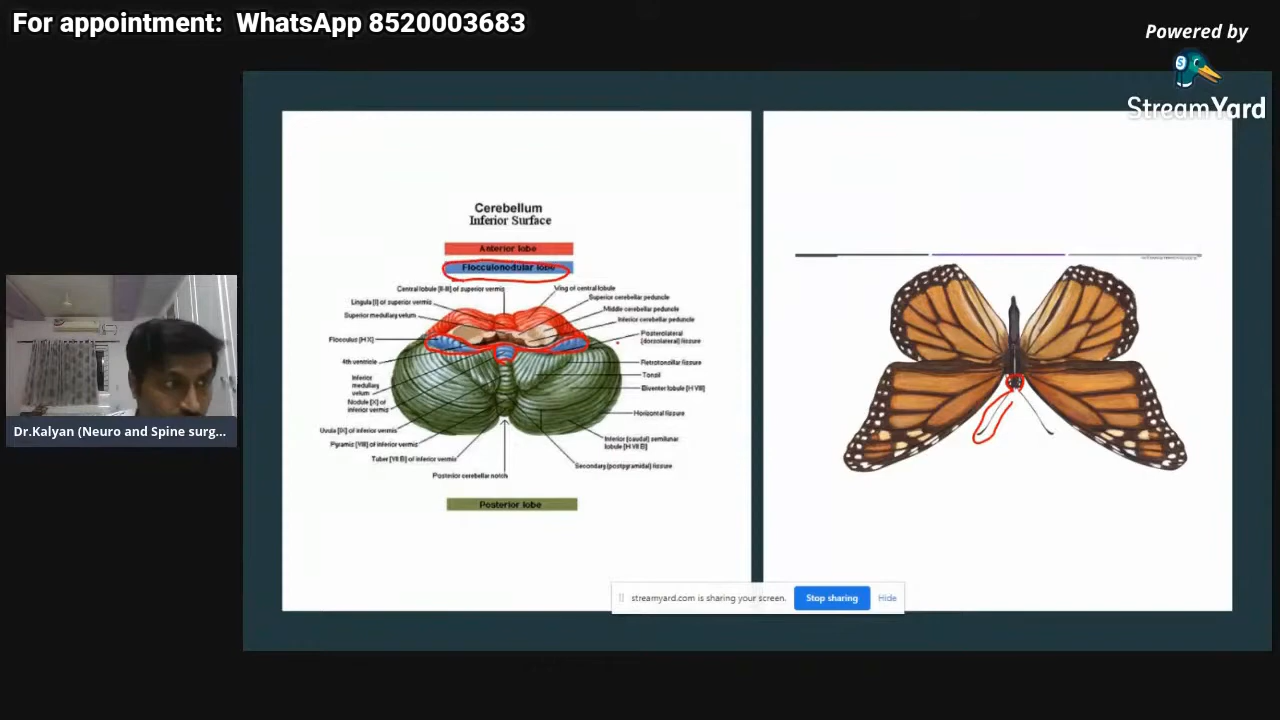 For appointment: WhatsApp 8520003683
Powered by
StreamYard
Cerebellum
Inferior Surface
Anterior lobe
Flocculonodular lobe
Central lobule [II-III] of superior vermis
Wing of central lobule
Lingula [I] of superior vermis
Superior cerebellar peduncle
Superior medullary velum
Middle cerebellar peduncle
Inferior cerebellar peduncle
Flocculus [H X]
Posterolateral
(dorsolateral) fissure
4th ventricle
Retrotonsillar fissure
Inferior
medullary
velum
Tonsil
Biventer lobule [H VIII]
Nodule [X] of
inferior vermis
Horizontal fissure
Uvula [IX] of inferior vermis
Pyramis [VIII] of inferior vermis
Inferior (caudal) semilunar
lobule [H VII B]
Tuber [VII B] of inferior vermis
Secondary (postpyramidal) fissure
Posterior cerebellar notch
Posterior lobe
Dr.Kalyan (Neuro and Spine surg...
streamyard.com is sharing your screen.
Stop sharing
Hide